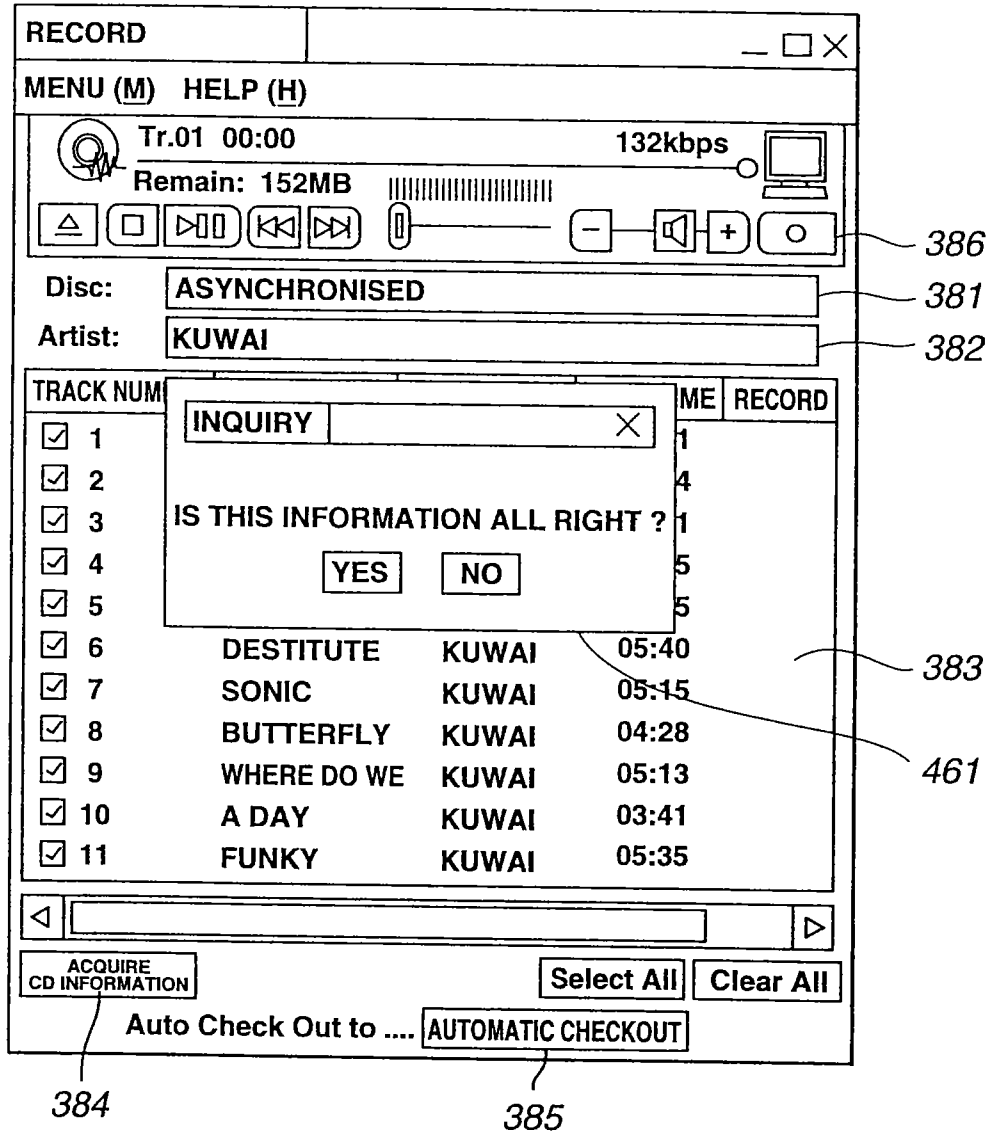 RECORD
MENU (M) HELP (H)
Tr.01 00:00 132kbps
Remain: 152MB
386
Disc: ASYNCHRONISED
381
Artist: KUWAI
382
TRACK NUM ME RECORD
INQUIRY
1 1
2 4
3 1
IS THIS INFORMATION ALL RIGHT ?
4 5
YES NO
5 5
6 DESTITUTE KUWAI 05:40
383
7 SONIC KUWAI 05:15
8 BUTTERFLY KUWAI 04:28
461
9 WHERE DO WE KUWAI 05:13
10 A DAY KUWAI 03:41
11 FUNKY KUWAI 05:35
ACQUIRE
CD INFORMATION
Select All Clear All
Auto Check Out to .... AUTOMATIC CHECKOUT
384
385